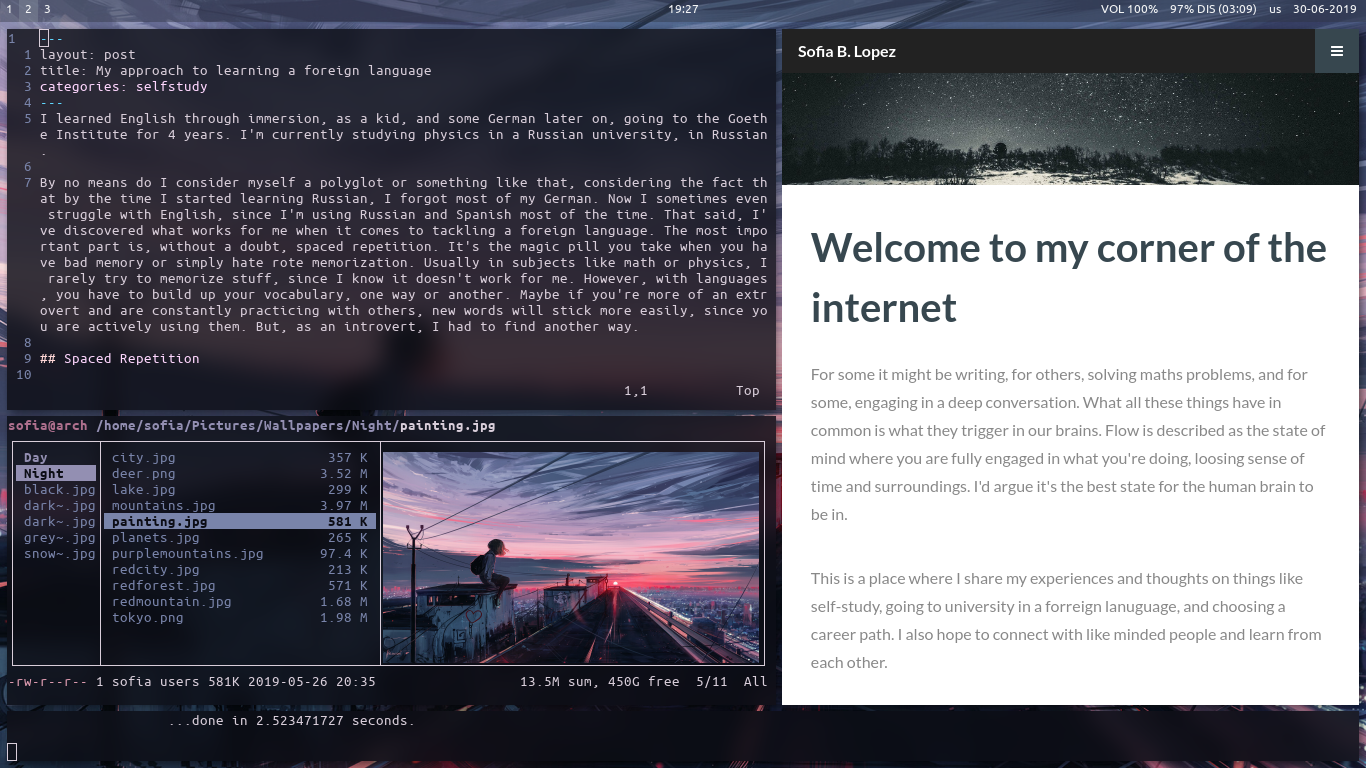 1 2 3 19:27 VOL 100% 97% DIS (03:09) us 30-06-2019
1 ---
1 layout: post
2 title: My approach to learning a foreign language
3 categories: selfstudy
4 ---
5 I learned English through immersion, as a kid, and some German later on, going to the Goeth
e Institute for 4 years. I'm currently studying physics in a Russian university, in Russian
.
6
7 By no means do I consider myself a polyglot or something like that, considering the fact th
at by the time I started learning Russian, I forgot most of my German. Now I sometimes even
struggle with English, since I'm using Russian and Spanish most of the time. That said, I'
ve discovered what works for me when it comes to tackling a foreign language. The most impo
rtant part is, without a doubt, spaced repetition. It's the magic pill you take when you ha
ve bad memory or simply hate rote memorization. Usually in subjects like math or physics, I
rarely try to memorize stuff, since I know it doesn't work for me. However, with languages
, you have to build up your vocabulary, one way or another. Maybe if you're more of an extr
overt and are constantly practicing with others, new words will stick more easily, since yo
u are actively using them. But, as an introvert, I had to find another way.
8
9 ## Spaced Repetition
10
1,1 Top
sofia@arch /home/sofia/Pictures/Wallpapers/Night/painting.jpg
Day
Night
black.jpg
dark~.jpg
dark~.jpg
grey~.jpg
snow~.jpg
city.jpg 357 K
deer.png 3.52 M
lake.jpg 299 K
mountains.jpg 3.97 M
painting.jpg 581 K
planets.jpg 265 K
purplemountains.jpg 97.4 K
redcity.jpg 213 K
redforest.jpg 571 K
redmountain.jpg 1.68 M
tokyo.png 1.98 M
-rw-r--r-- 1 sofia users 581K 2019-05-26 20:35 13.5M sum, 450G free 5/11 All
...done in 2.523471727 seconds.
Sofia B. Lopez
Welcome to my corner of the
internet
For some it might be writing, for others, solving maths problems, and for
some, engaging in a deep conversation. What all these things have in
common is what they trigger in our brains. Flow is described as the state of
mind where you are fully engaged in what you're doing, loosing sense of
time and surroundings. I'd argue it's the best state for the human brain to
be in.
This is a place where I share my experiences and thoughts on things like
self-study, going to university in a forreign lanuguage, and choosing a
career path. I also hope to connect with like minded people and learn from
each other.